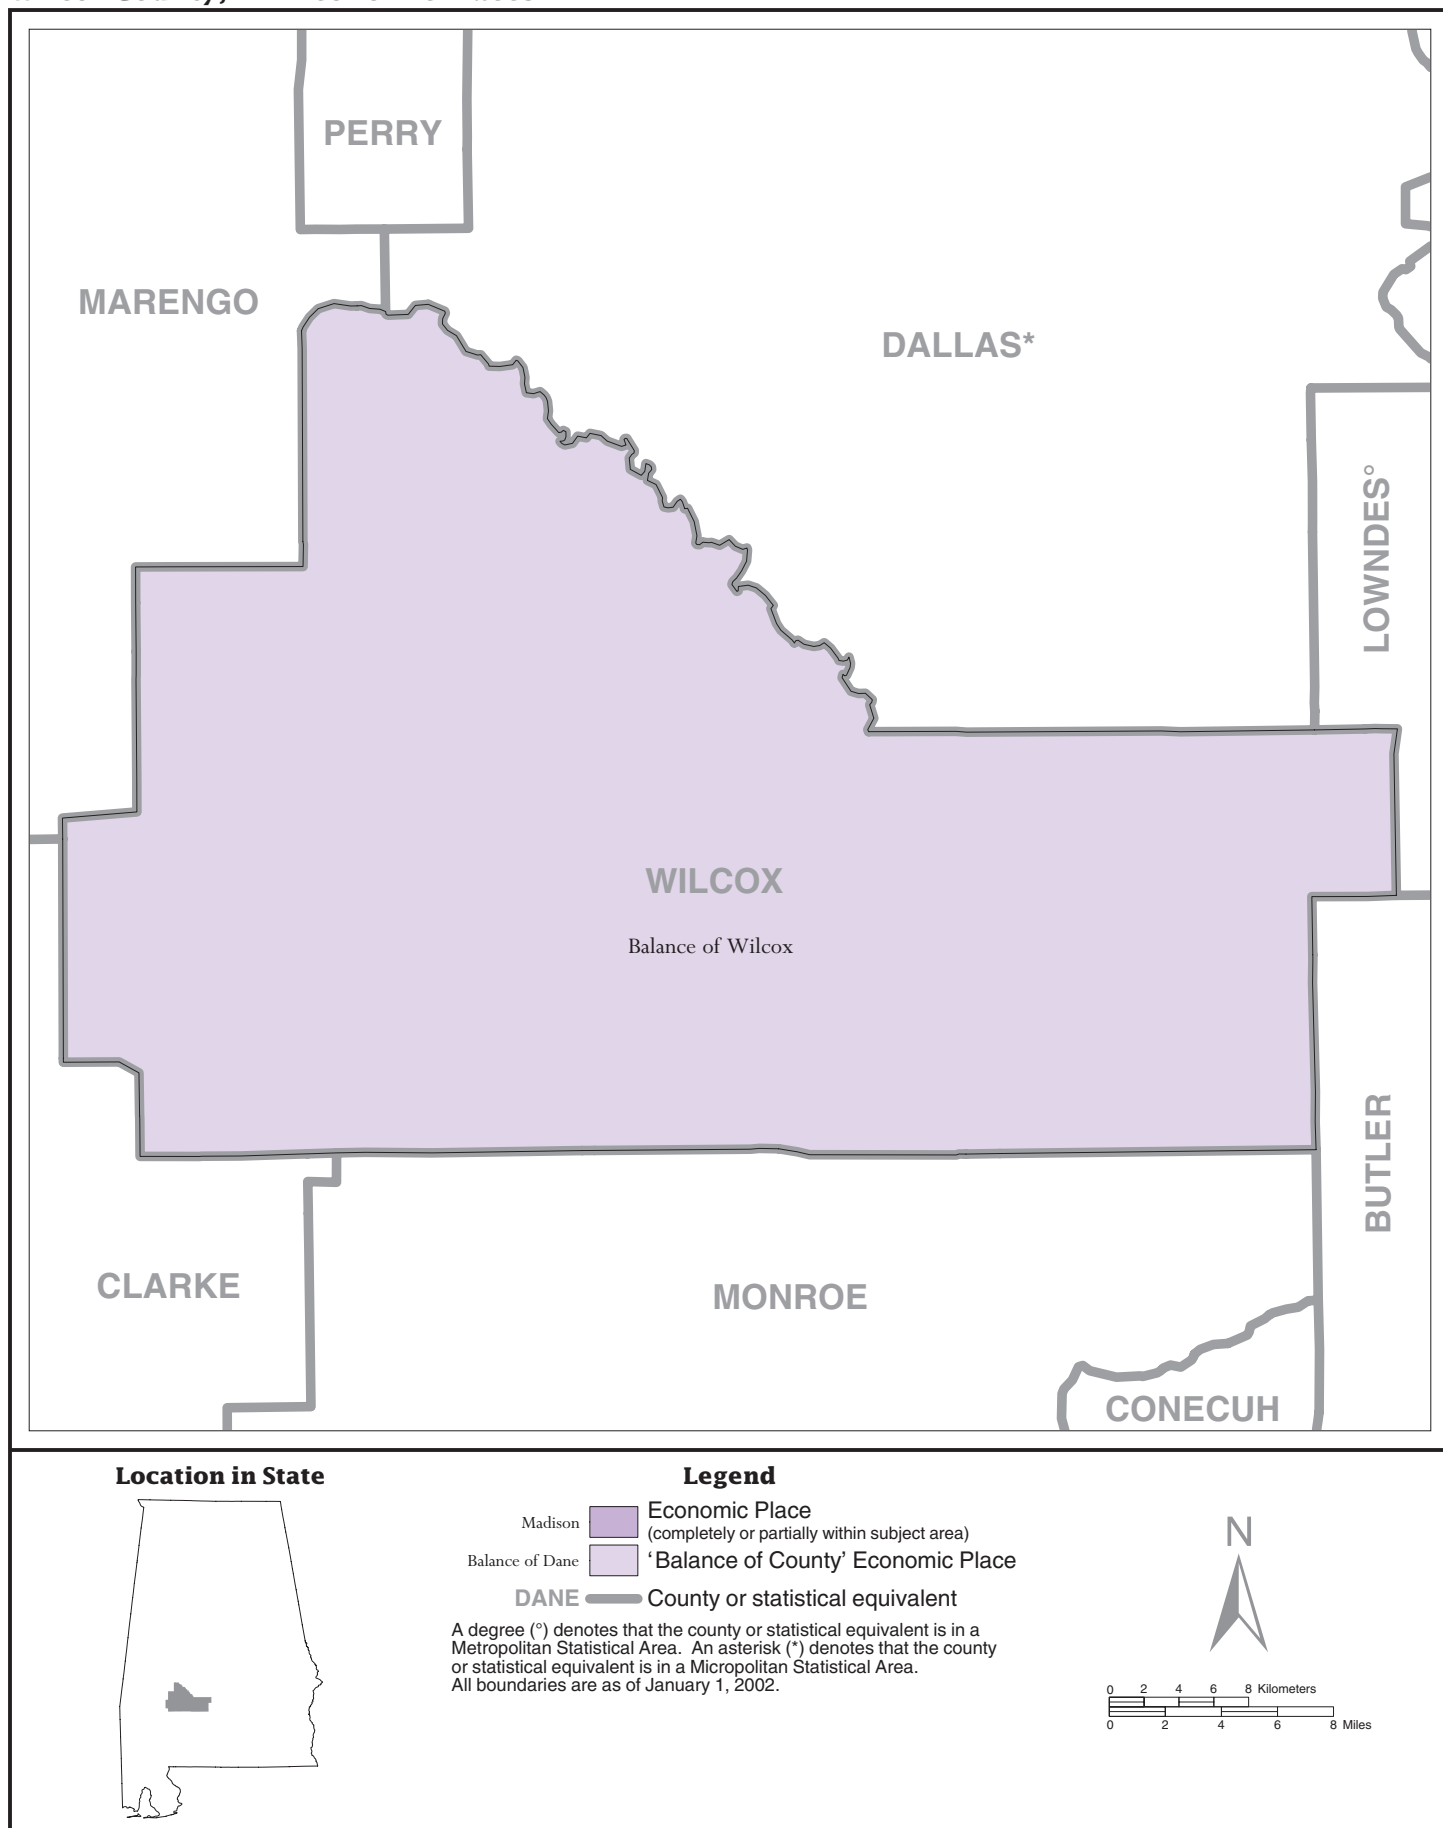 PERRY
MARENGO
DALLAS*
LOWNDES°
WILCOX
Balance of Wilcox
BUTLER
CLARKE
MONROE
CONECUH
Location in State
Legend
Madison
Economic Place
(completely or partially within subject area)
Balance of Dane
‘Balance of County’ Economic Place
DANE
County or statistical equivalent
A degree (°) denotes that the county or statistical equivalent is in a
Metropolitan Statistical Area. An asterisk (*) denotes that the county
or statistical equivalent is in a Micropolitan Statistical Area.
All boundaries are as of January 1, 2002.
N
0 2 4 6 8 Kilometers
0 2 4 6 8 Miles